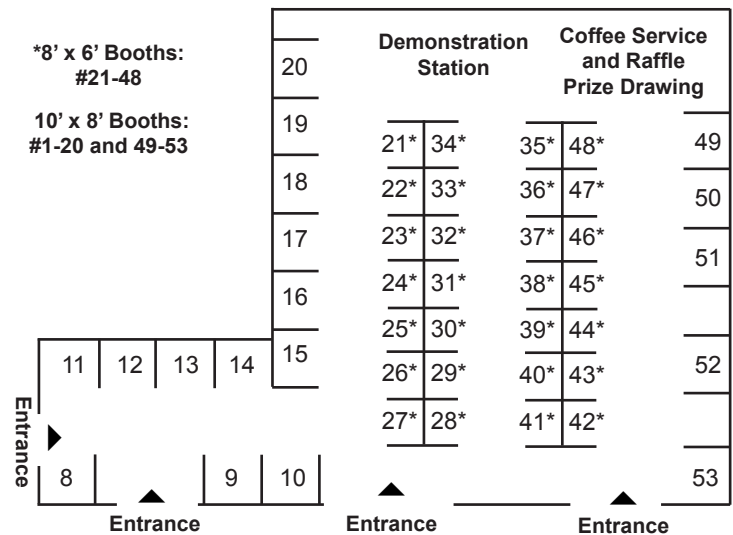 *8' x 6' Booths:
#21-48
10' x 8' Booths:
#1-20 and 49-53
Demonstration
Station
Coffee Service
and Raffle
Prize Drawing
20
19
18
17
16
15
21* 34* 35* 48* 49
22* 33* 36* 47* 50
23* 32* 37* 46* 51
24* 31* 38* 45*
25* 30* 39* 44*
26* 29* 40* 43* 52
27* 28* 41* 42*
11 12 13 14
Entrance
8 9 10 53
Entrance Entrance Entrance